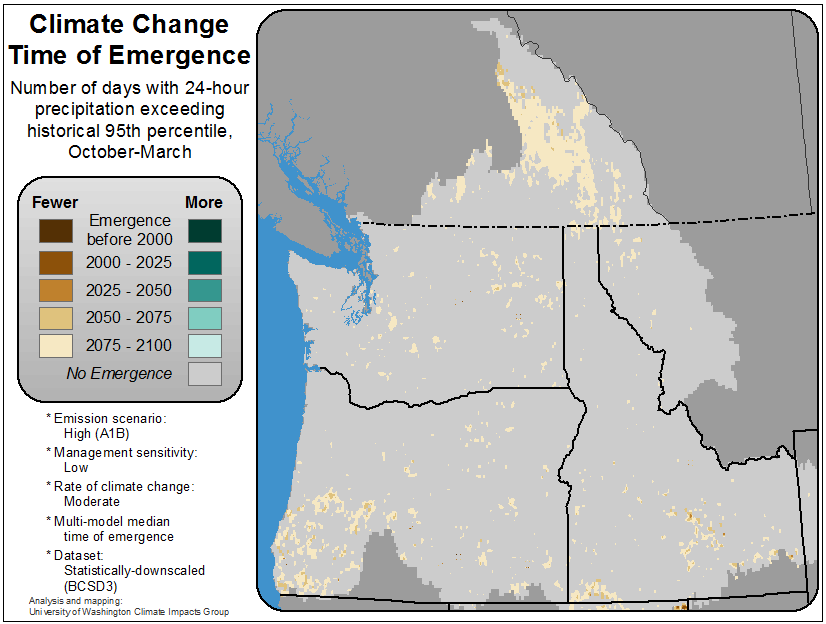 Climate Change
Time of Emergence
Number of days with 24-hour
precipitation exceeding
historical 95th percentile,
October-March
Fewer More
Emergence
before 2000
2000 - 2025
2025 - 2050
2050 - 2075
2075 - 2100
No Emergence
* Emission scenario:
High (A1B)
* Management sensitivity:
Low
* Rate of climate change:
Moderate
* Multi-model median
time of emergence
* Dataset:
Statistically-downscaled
(BCSD3)
Analysis and mapping:
University of Washington Climate Impacts Group